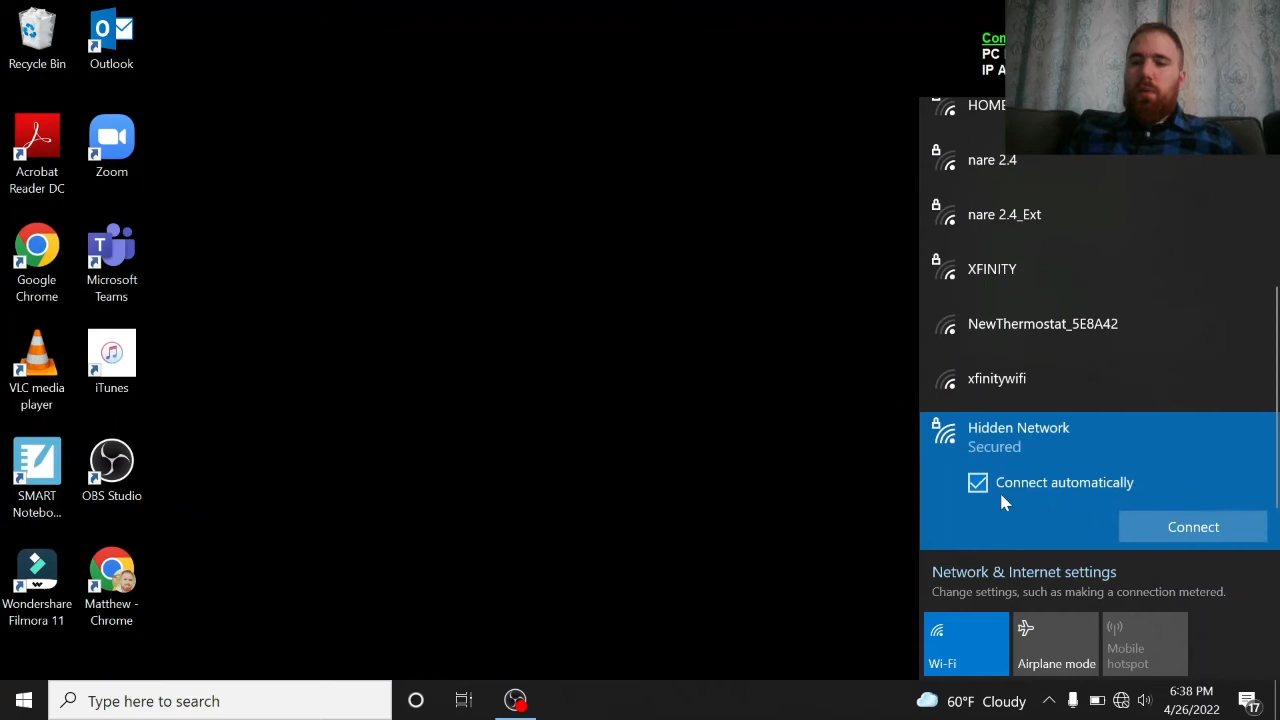 Recycle Bin
Outlook
Acrobat
Reader DC
Zoom
Google
Chrome
Microsoft
Teams
VLC media
player
iTunes
SMART
Notebo...
OBS Studio
Wondershare
Filmora 11
Matthew -
Chrome
Com
PC
IP A
HOME
nare 2.4
nare 2.4_Ext
XFINITY
NewThermostat_5E8A42
xfinitywifi
Hidden Network
Secured
Connect automatically
Connect
Network & Internet settings
Change settings, such as making a connection metered.
Wi-Fi
Airplane mode
Mobile
hotspot
Type here to search
60°F Cloudy
6:38 PM
4/26/2022
17